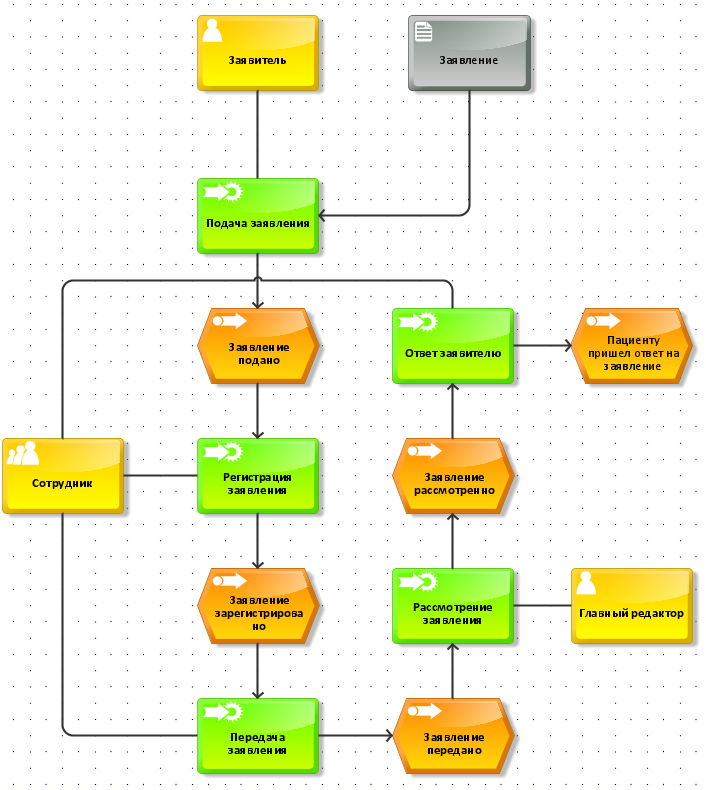 Заявитель
Заявление
Подача заявления
Заявление
подано
Ответ заявителю
Пациенту
пришел ответ на
заявление
Сотрудник
Регистрация
заявления
Заявление
рассмотренно
Заявление
зарегистрирова
но
Рассмотрение
заявления
Главный редактор
Передача
заявления
Заявление
передано